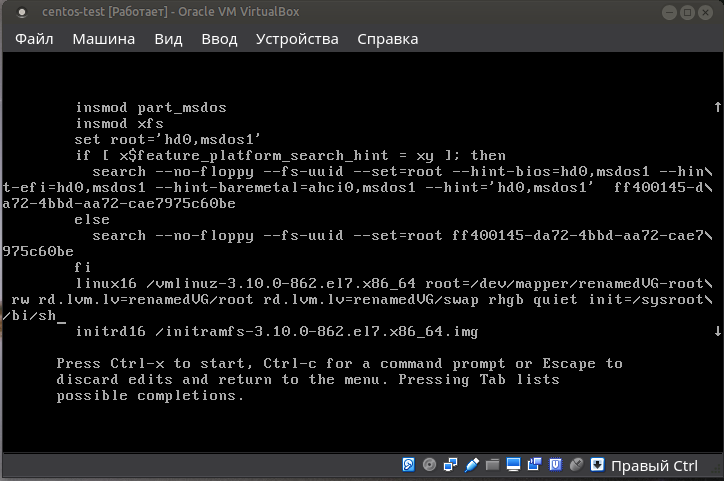 centos-test [Работает] - Oracle VM VirtualBox
Файл Машина Вид Ввод Устройства Справка
insmod part_msdos
insmod xfs
set root='hd0,msdos1'
if [ x$feature_platform_search_hint = xy ]; then
search --no-floppy --fs-uuid --set=root --hint-bios=hd0,msdos1 --hin\
t-efi=hd0,msdos1 --hint-baremetal=ahci0,msdos1 --hint='hd0,msdos1'  ff400145-d\
a72-4bbd-aa72-cae7975c60be
else
search --no-floppy --fs-uuid --set=root ff400145-da72-4bbd-aa72-cae7\
975c60be
fi
linux16 /vmlinuz-3.10.0-862.el7.x86_64 root=/dev/mapper/renamedVG-root\
rw rd.lvm.lv=renamedVG/root rd.lvm.lv=renamedVG/swap rhgb quiet init=/sysroot\
/bi/sh_
initrd16 /initramfs-3.10.0-862.el7.x86_64.img
Press Ctrl-x to start, Ctrl-c for a command prompt or Escape to
discard edits and return to the menu. Pressing Tab lists
possible completions.
Правый Ctrl